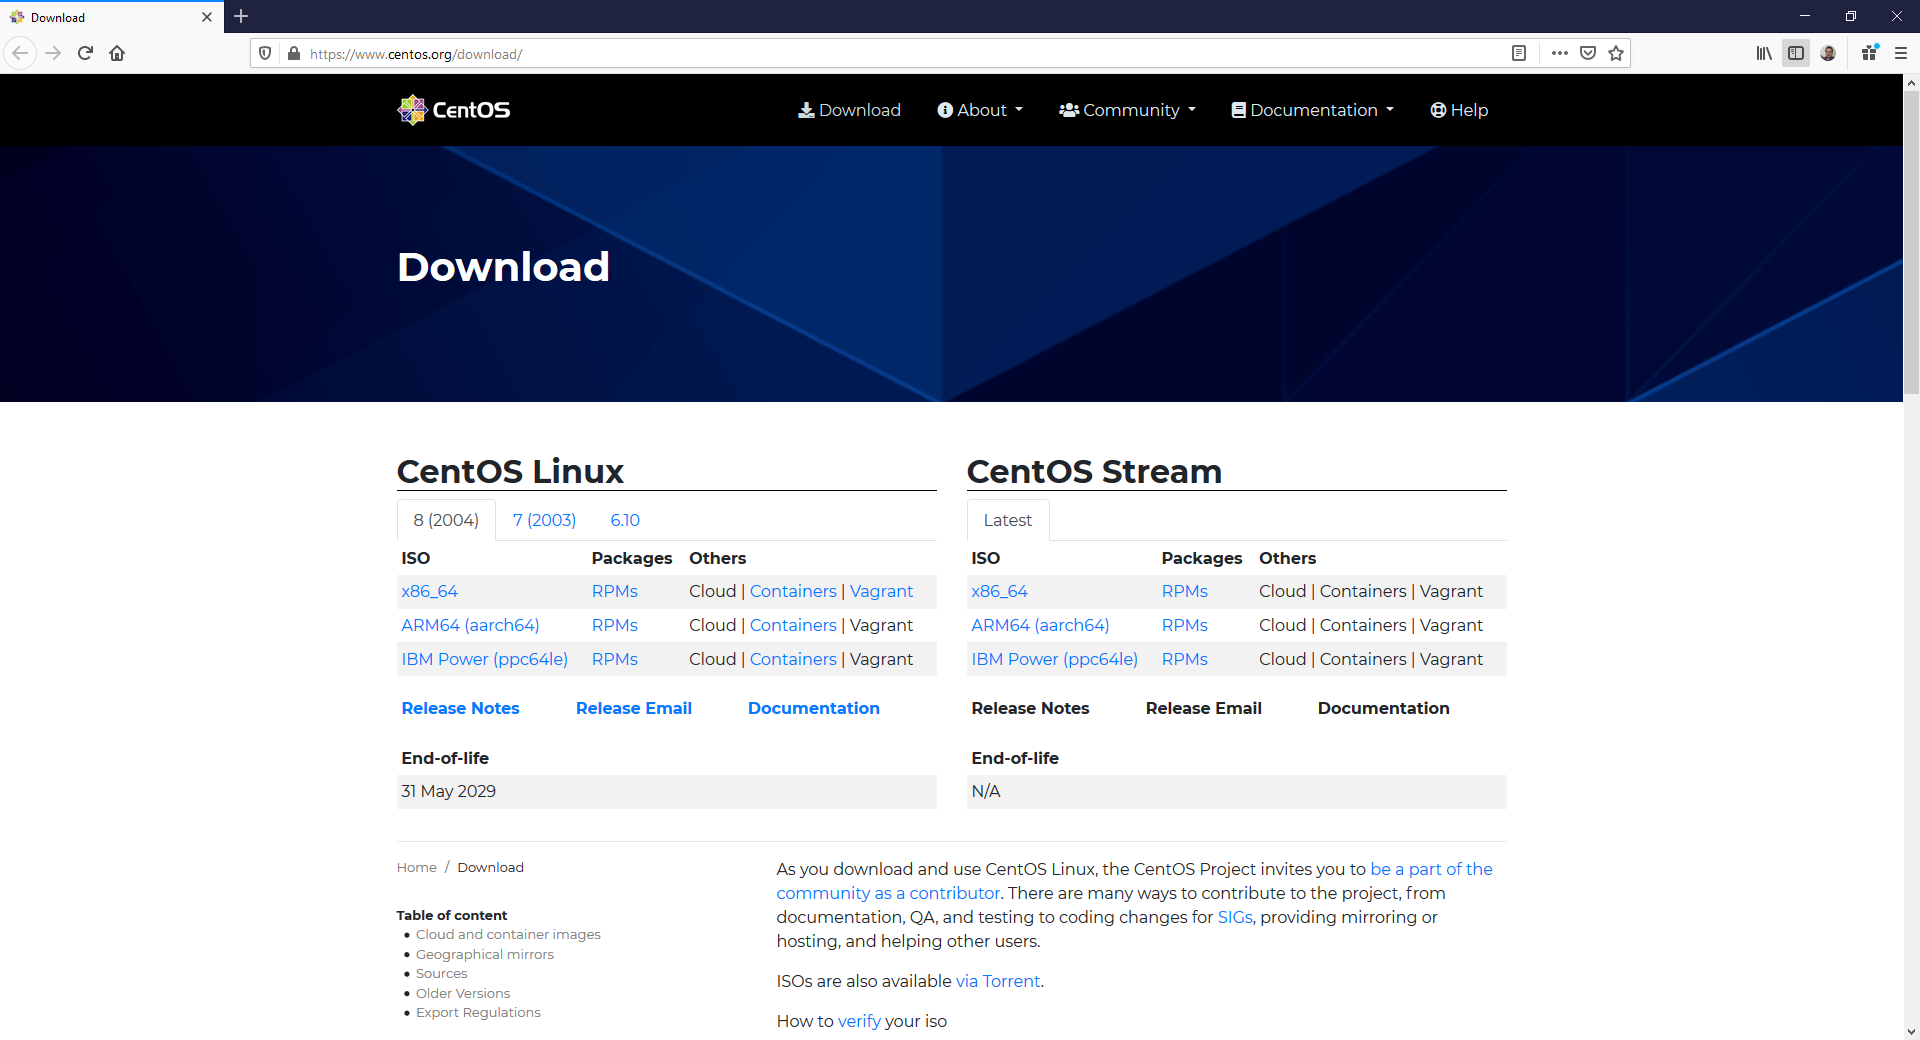 Download
https://www.centos.org/download/
CentOS
Download About Community Documentation Help
Download
CentOS Linux
8 (2004) 7 (2003) 6.10
ISO Packages Others
x86_64 RPMs Cloud | Containers | Vagrant
ARM64 (aarch64) RPMs Cloud | Containers | Vagrant
IBM Power (ppc64le) RPMs Cloud | Containers | Vagrant
Release Notes Release Email Documentation
End-of-life
31 May 2029
CentOS Stream
Latest
ISO Packages Others
x86_64 RPMs Cloud | Containers | Vagrant
ARM64 (aarch64) RPMs Cloud | Containers | Vagrant
IBM Power (ppc64le) RPMs Cloud | Containers | Vagrant
Release Notes Release Email Documentation
End-of-life
N/A
Home / Download
Table of content
Cloud and container images
Geographical mirrors
Sources
Older Versions
Export Regulations
As you download and use CentOS Linux, the CentOS Project invites you to be a part of the
community as a contributor. There are many ways to contribute to the project, from
documentation, QA, and testing to coding changes for SIGs, providing mirroring or
hosting, and helping other users.
ISOs are also available via Torrent.
How to verify your iso